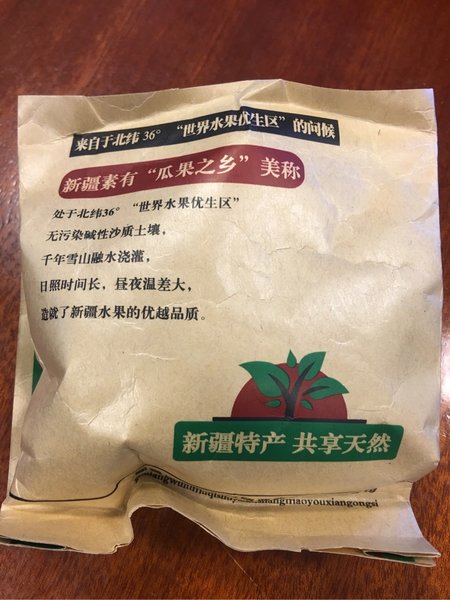 来自于北纬36° “世界水果优生区”的问候
新疆素有“瓜果之乡”美称
处于北纬36° “世界水果优生区”
无污染碱性沙质土壤，
千年雪山融水浇灌，
日照时间长，昼夜温差大，
造就了新疆水果的优越品质。
新疆特产 共享天然